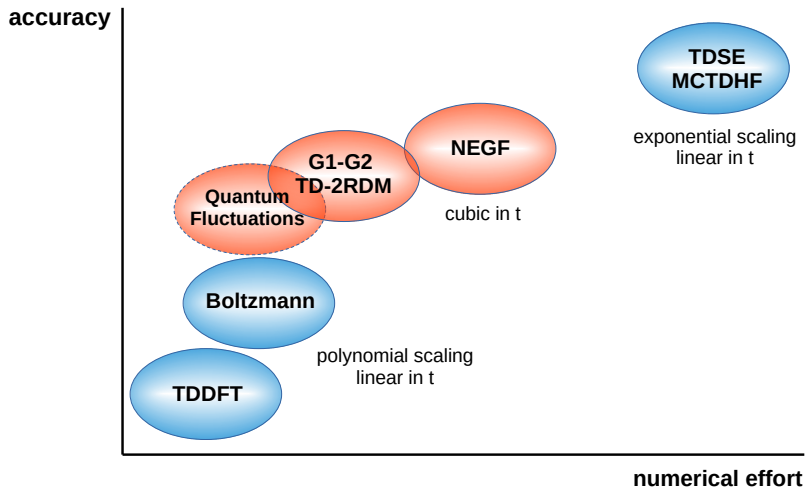 accuracy
TDSE
MCTDHF
exponential scaling
linear in t
NEGF
cubic in t
G1-G2
TD-2RDM
Quantum
Fluctuations
Boltzmann
polynomial scaling
linear in t
TDDFT
numerical effort